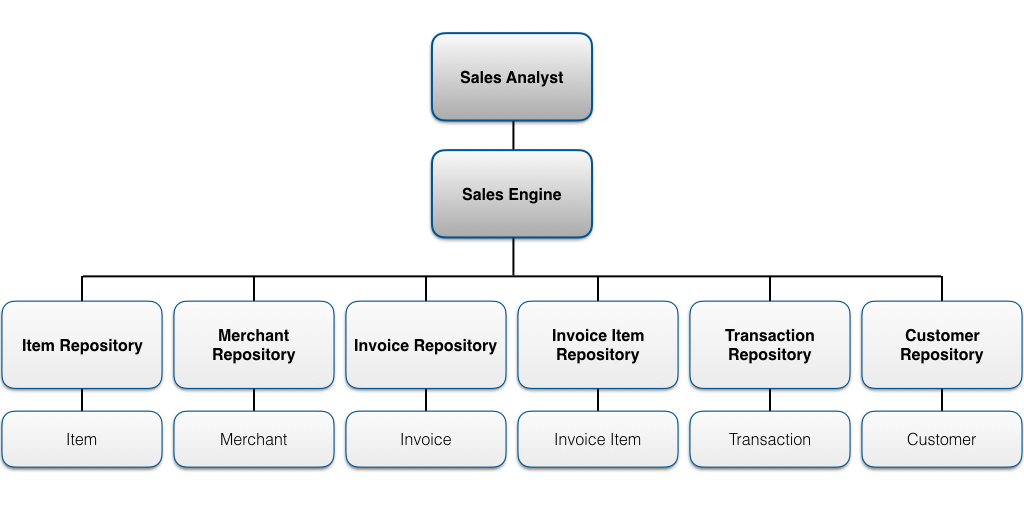 Sales Analyst
Sales Engine
Item Repository
Merchant
Repository
Invoice Repository
Invoice Item
Repository
Transaction
Repository
Customer
Repository
Item
Merchant
Invoice
Invoice Item
Transaction
Customer